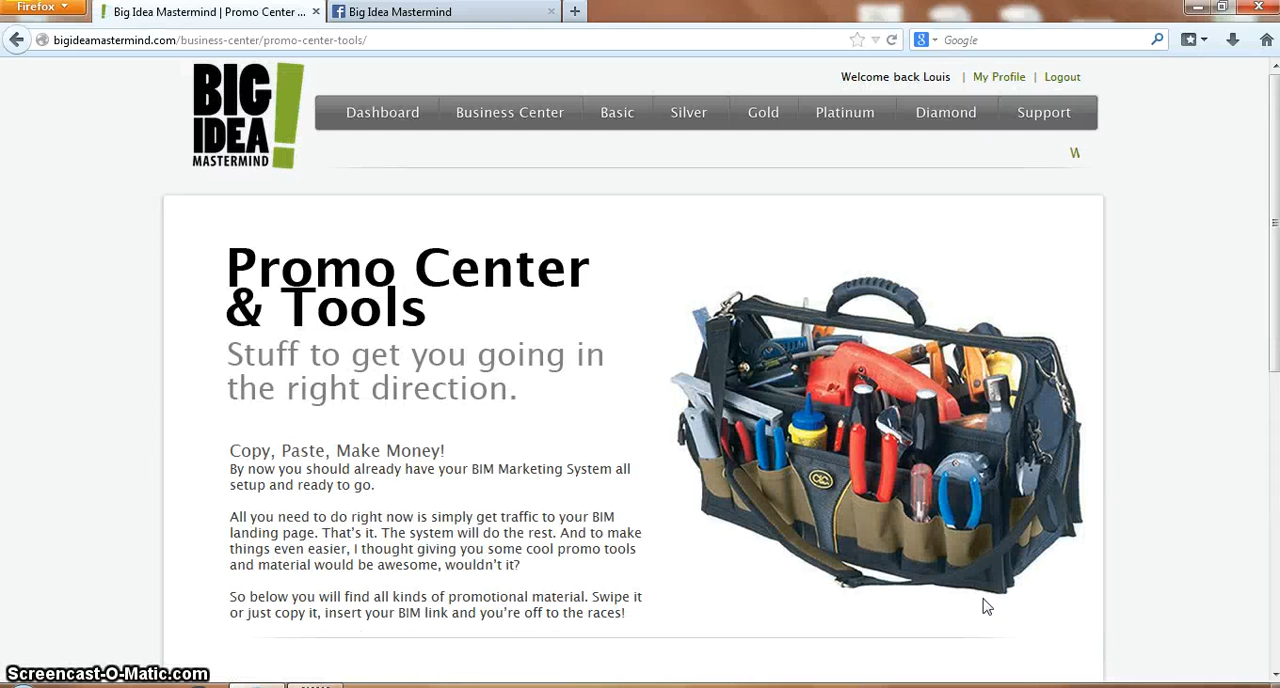 Firefox
Big Idea Mastermind | Promo Center ...
Big Idea Mastermind
bigideamastermind.com/business-center/promo-center-tools/
Google
Welcome back Louis | My Profile | Logout
BIG
IDEA
MASTERMIND
Dashboard Business Center Basic Silver Gold Platinum Diamond Support
W
Promo Center
& Tools
Stuff to get you going in
the right direction.
Copy, Paste, Make Money!
By now you should already have your BIM Marketing System all
setup and ready to go.
All you need to do right now is simply get traffic to your BIM
landing page. That's it. The system will do the rest. And to make
things even easier, I thought giving you some cool promo tools
and material would be awesome, wouldn't it?
So below you will find all kinds of promotional material. Swipe it
or just copy it, insert your BIM link and you're off to the races!
CLC
Screencast-O-Matic.com